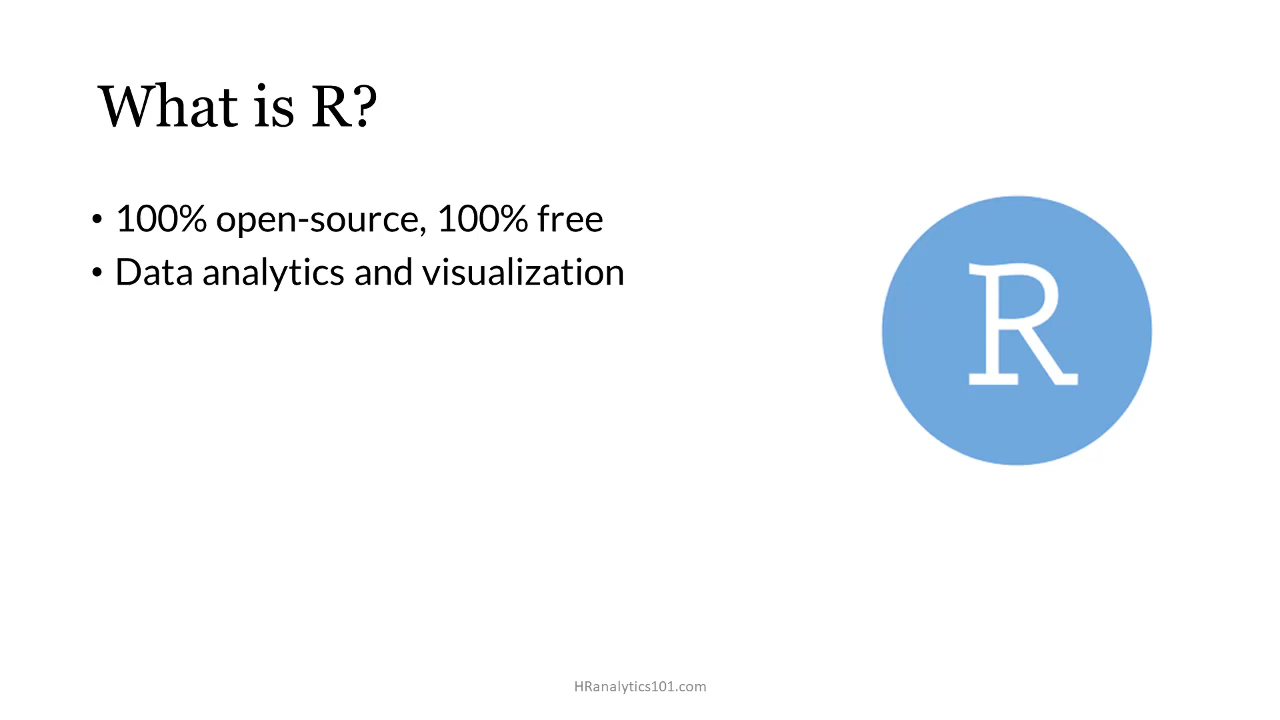 What is R?
• 100% open-source, 100% free
• Data analytics and visualization
R
HRanalytics101.com